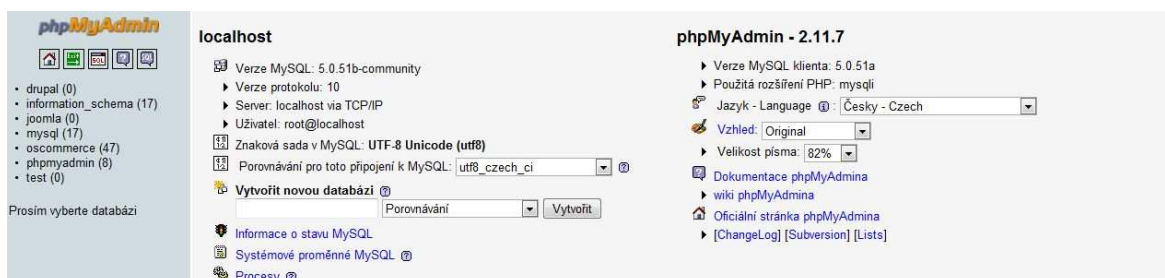 phpMyAdmin
SQL
drupal (0)
information_schema (17)
joomla (0)
mysql (17)
oscommerce (47)
phpmyadmin (8)
test (0)
Prosím vyberte databázi
localhost
Verze MySQL: 5.0.51b-community
Verze protokolu: 10
Server: localhost via TCP/IP
Uživatel: root@localhost
Znaková sada v MySQL: UTF-8 Unicode (utf8)
Porovnávání pro toto připojení k MySQL: utf8_czech_ci
Vytvořit novou databázi
Porovnávání Vytvořit
Informace o stavu MySQL
Systémové proměnné MySQL
Procesy
phpMyAdmin - 2.11.7
Verze MySQL klienta: 5.0.51a
Použitá rozšíření PHP: mysqli
Jazyk - Language : Česky - Czech
Vzhled: Original
Velikost písma: 82%
Dokumentace phpMyAdmina
wiki phpMyAdmina
Oficiální stránka phpMyAdmina
[ChangeLog] [Subversion] [Lists]